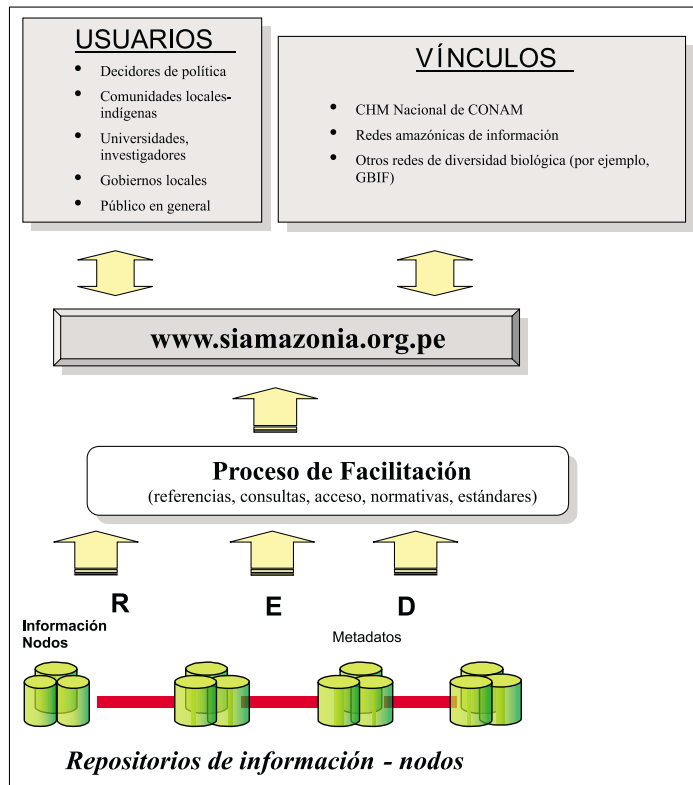 USUARIOS
• Decidores de política
• Comunidades locales-
indígenas
• Universidades,
investigadores
• Gobiernos locales
• Público en general
VÍNCULOS
• CHM Nacional de CONAM
• Redes amazónicas de información
• Otros redes de diversidad biológica (por ejemplo,
GBIF)
www.siamazonia.org.pe
Proceso de Facilitación
(referencias, consultas, acceso, normativas, estándares)
R E D
Información
Nodos
Metadatos
Repositorios de información - nodos